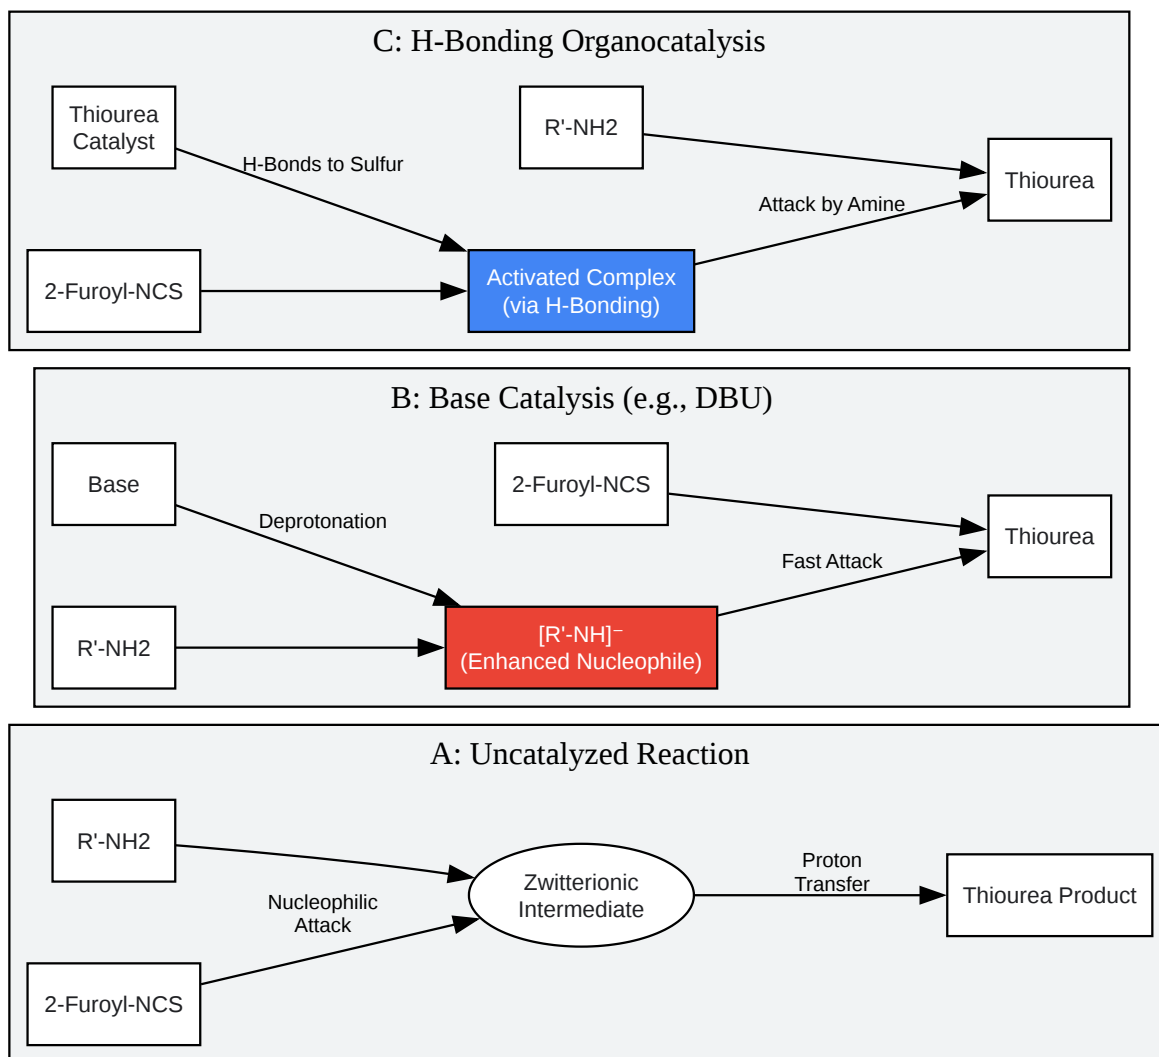 C: H-Bonding Organocatalysis
Thiourea
Catalyst
R'-NH2
H-Bonds to Sulfur
Thiourea
Attack by Amine
2-Furoyl-NCS
Activated Complex
(via H-Bonding)
B: Base Catalysis (e.g., DBU)
Base
2-Furoyl-NCS
Deprotonation
Thiourea
Fast Attack
R'-NH2
[R'-NH]⁻
(Enhanced Nucleophile)
A: Uncatalyzed Reaction
R'-NH2
Nucleophilic
Attack
Zwitterionic
Intermediate
Proton
Transfer
Thiourea Product
2-Furoyl-NCS